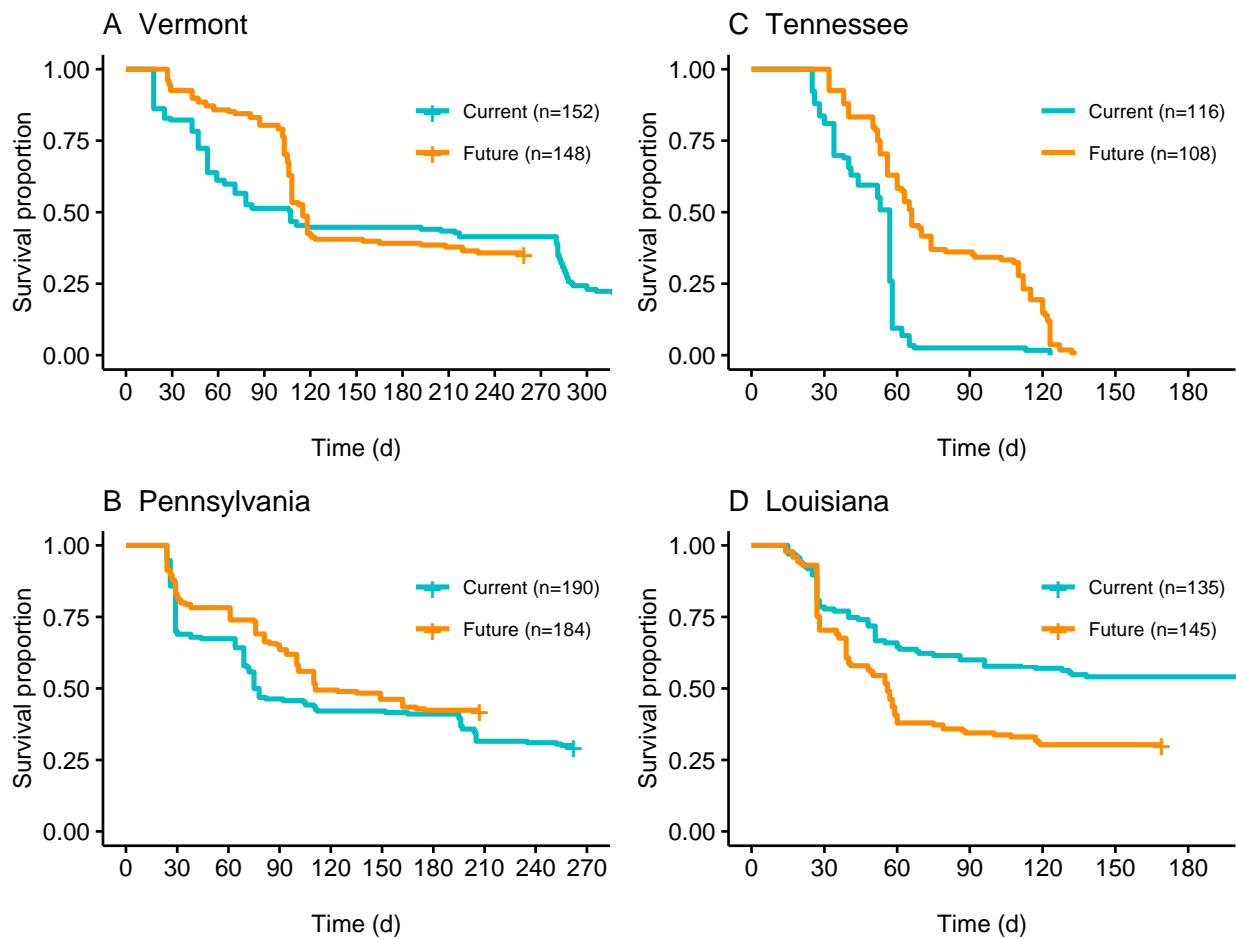 A Vermont
Survival proportion
1.00
0.75
0.50
0.25
0.00
Current (n=152)
Future (n=148)
0 30 60 90 120 150 180 210 240 270 300
Time (d)
C Tennessee
Survival proportion
1.00
0.75
0.50
0.25
0.00
Current (n=116)
Future (n=108)
0 30 60 90 120 150 180
Time (d)
B Pennsylvania
Survival proportion
1.00
0.75
0.50
0.25
0.00
Current (n=190)
Future (n=184)
0 30 60 90 120 150 180 210 240 270
Time (d)
D Louisiana
Survival proportion
1.00
0.75
0.50
0.25
0.00
Current (n=135)
Future (n=145)
0 30 60 90 120 150 180
Time (d)